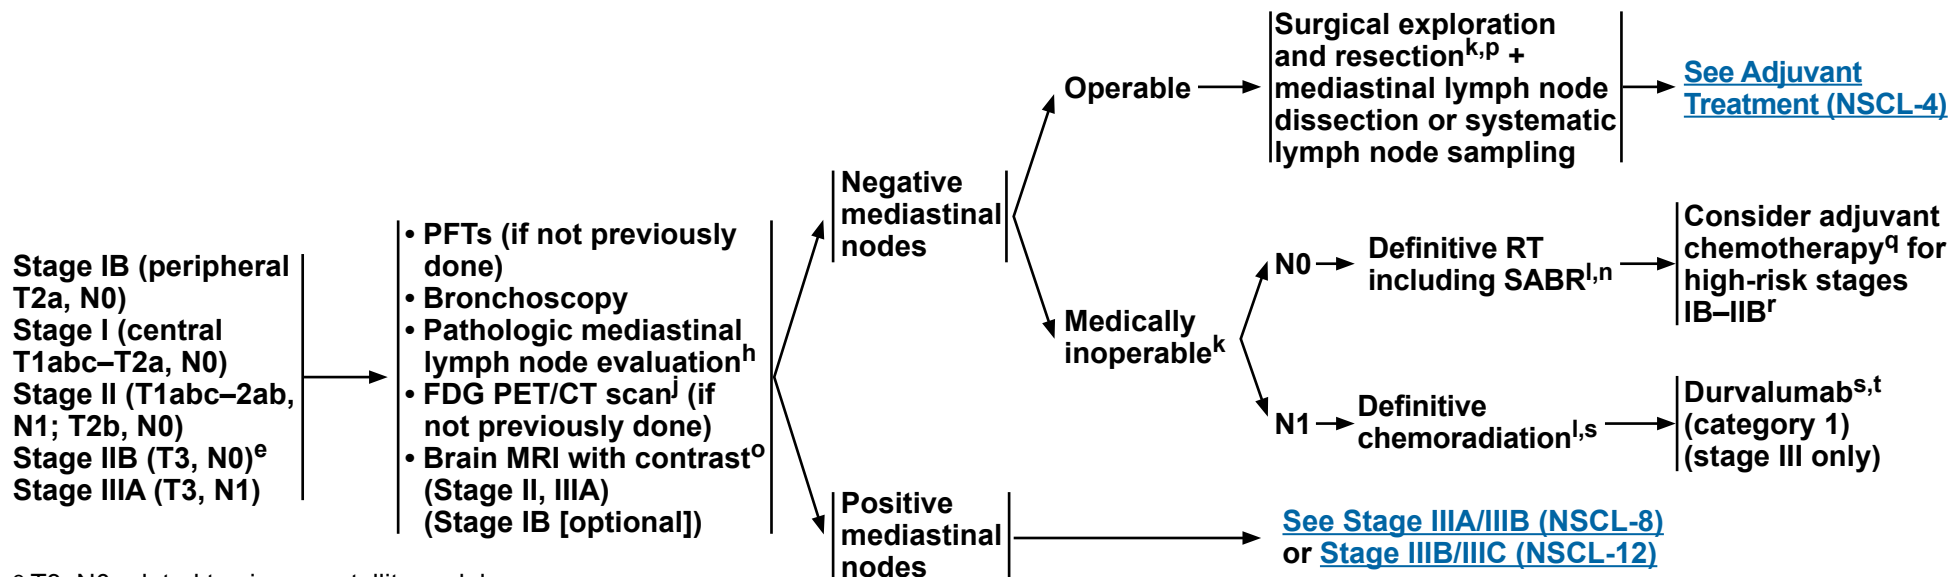 Stage IB (peripheral
T2a, N0)
Stage I (central
T1abc–T2a, N0)
Stage II (T1abc–2ab,
N1; T2b, N0)
Stage IIB (T3, N0)e
Stage IIIA (T3, N1)
• PFTs (if not previously
done)
• Bronchoscopy
• Pathologic mediastinal
lymph node evaluationh
• FDG PET/CT scanj (if
not previously done)
• Brain MRI with contrasto
(Stage II, IIIA)
(Stage IB [optional])
Negative
mediastinal
nodes
Operable
Surgical exploration
and resectionk,p +
mediastinal lymph node
dissection or systematic
lymph node sampling
See Adjuvant
Treatment (NSCL-4)
Medically
inoperablek
N0
Definitive RT
including SABRl,n
Consider adjuvant
chemotherapyq for
high-risk stages
IB–IIBr
N1
Definitive
chemoradiationl,s
Durvalumabs,t
(category 1)
(stage III only)
Positive
mediastinal
nodes
See Stage IIIA/IIIB (NSCL-8)
or Stage IIIB/IIIC (NSCL-12)